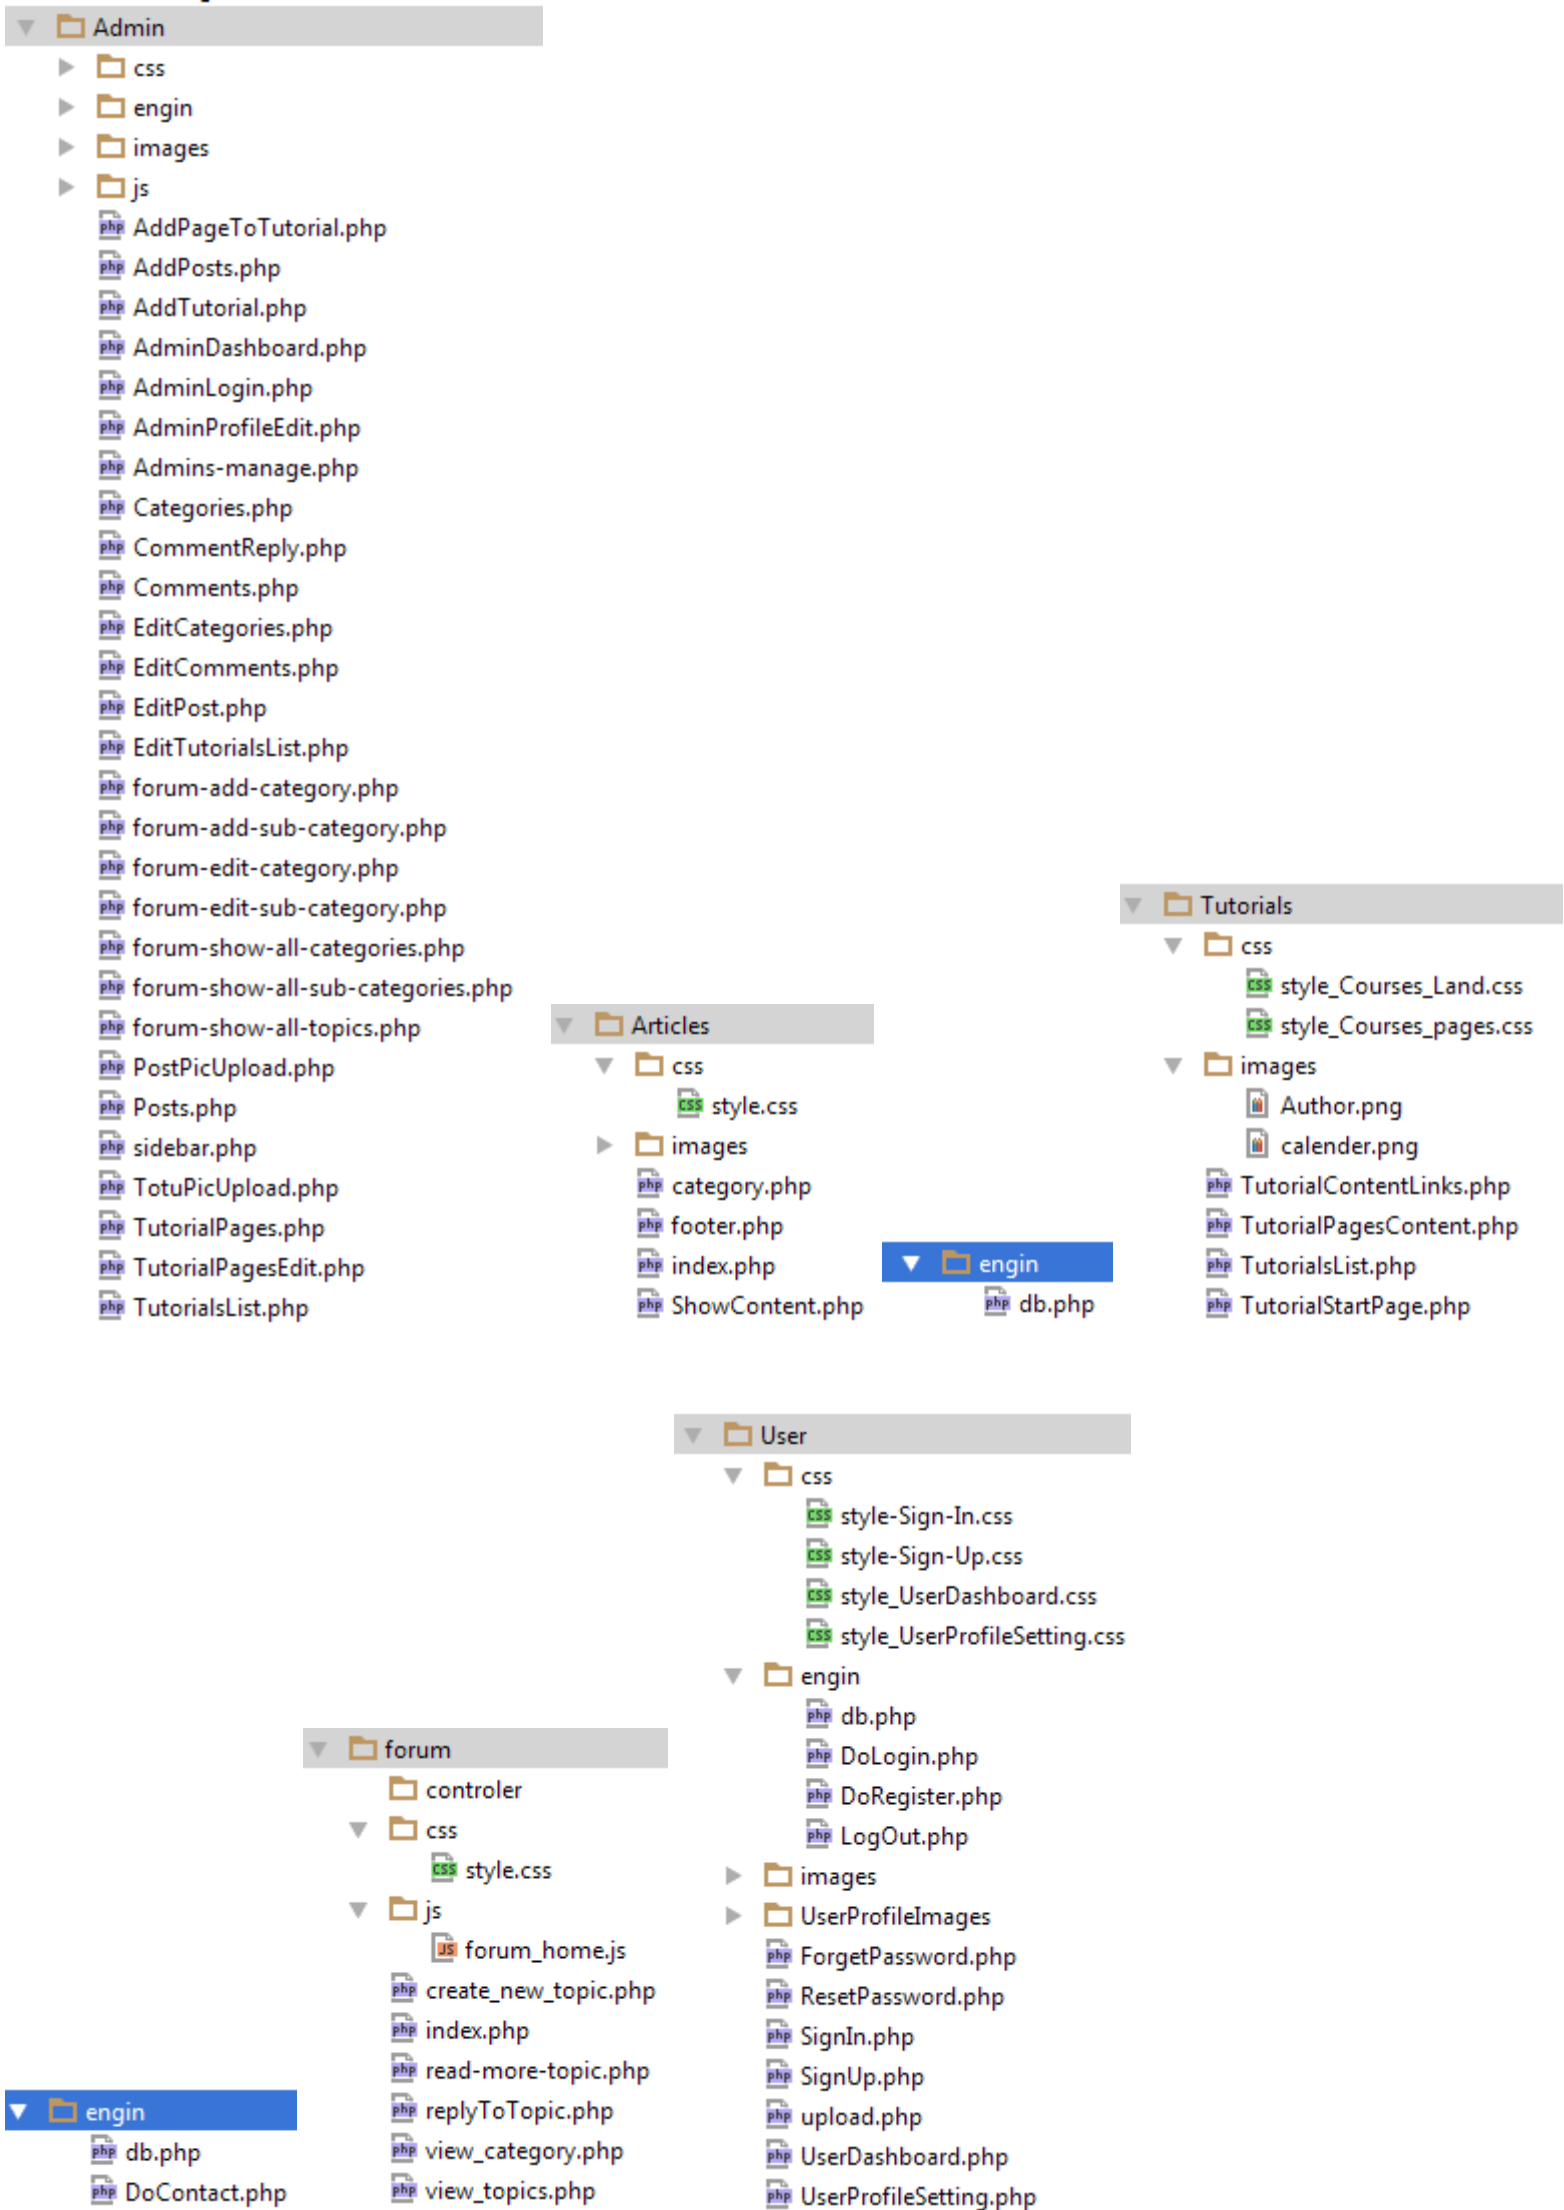 Admin
css
engin
images
js
AddPageToTutorial.php
AddPosts.php
AddTutorial.php
AdminDashboard.php
AdminLogin.php
AdminProfileEdit.php
Admins-manage.php
Categories.php
CommentReply.php
Comments.php
EditCategories.php
EditComments.php
EditPost.php
EditTutorialsList.php
forum-add-category.php
forum-add-sub-category.php
forum-edit-category.php
forum-edit-sub-category.php
forum-show-all-categories.php
forum-show-all-sub-categories.php
forum-show-all-topics.php
PostPicUpload.php
Posts.php
sidebar.php
TotuPicUpload.php
TutorialPages.php
TutorialPagesEdit.php
TutorialsList.php
Articles
css
style.css
images
category.php
footer.php
index.php
ShowContent.php
engin
db.php
Tutorials
css
style_Courses_Land.css
style_Courses_pages.css
images
Author.png
calender.png
TutorialContentLinks.php
TutorialPagesContent.php
TutorialsList.php
TutorialStartPage.php
engin
db.php
DoContact.php
forum
controler
css
style.css
js
forum_home.js
create_new_topic.php
index.php
read-more-topic.php
replyToTopic.php
view_category.php
view_topics.php
User
css
style-Sign-In.css
style-Sign-Up.css
style_UserDashboard.css
style_UserProfileSetting.css
engin
db.php
DoLogin.php
DoRegister.php
LogOut.php
images
UserProfileImages
ForgetPassword.php
ResetPassword.php
SignIn.php
SignUp.php
upload.php
UserDashboard.php
UserProfileSetting.php